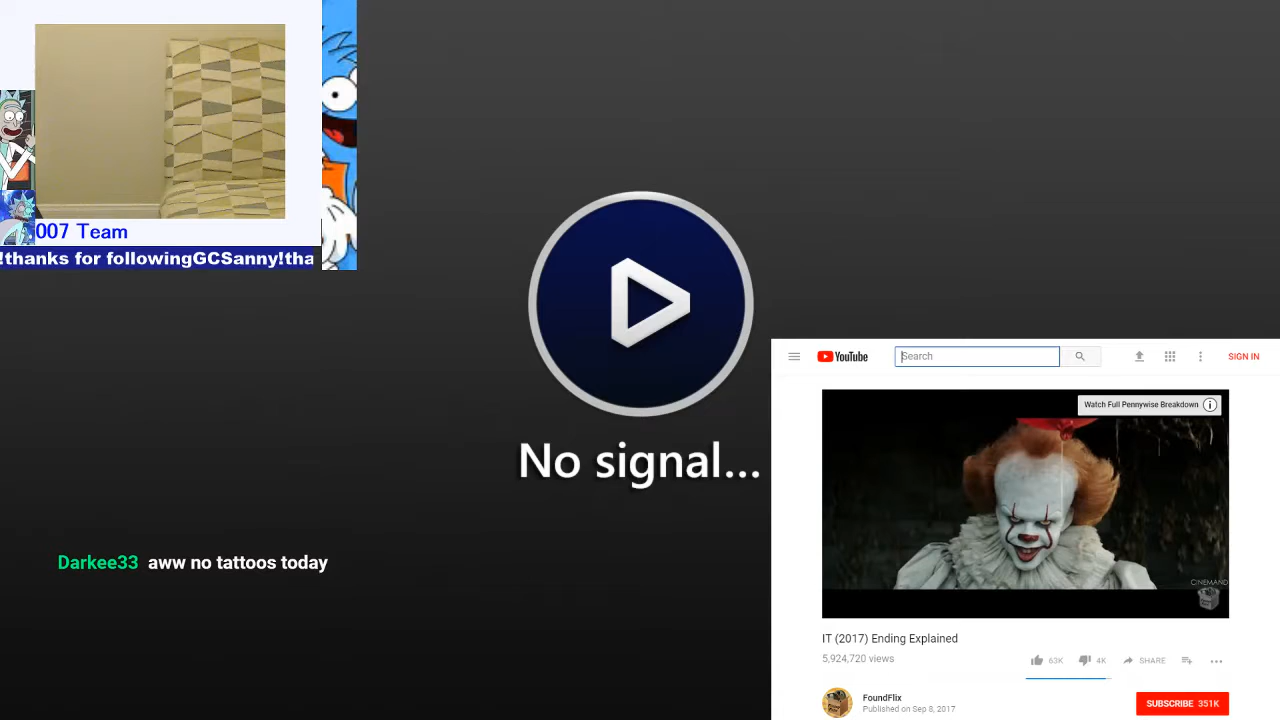 007 Team
!thanks for followingGCSanny!tha
No signal...
Darkee33 aww no tattoos today
YouTube
Search
SIGN IN
Watch Full Pennywise Breakdown
CINEMAND
IT (2017) Ending Explained
5,924,720 views
63K
4K
SHARE
FoundFlix
Published on Sep 8, 2017
SUBSCRIBE 351K